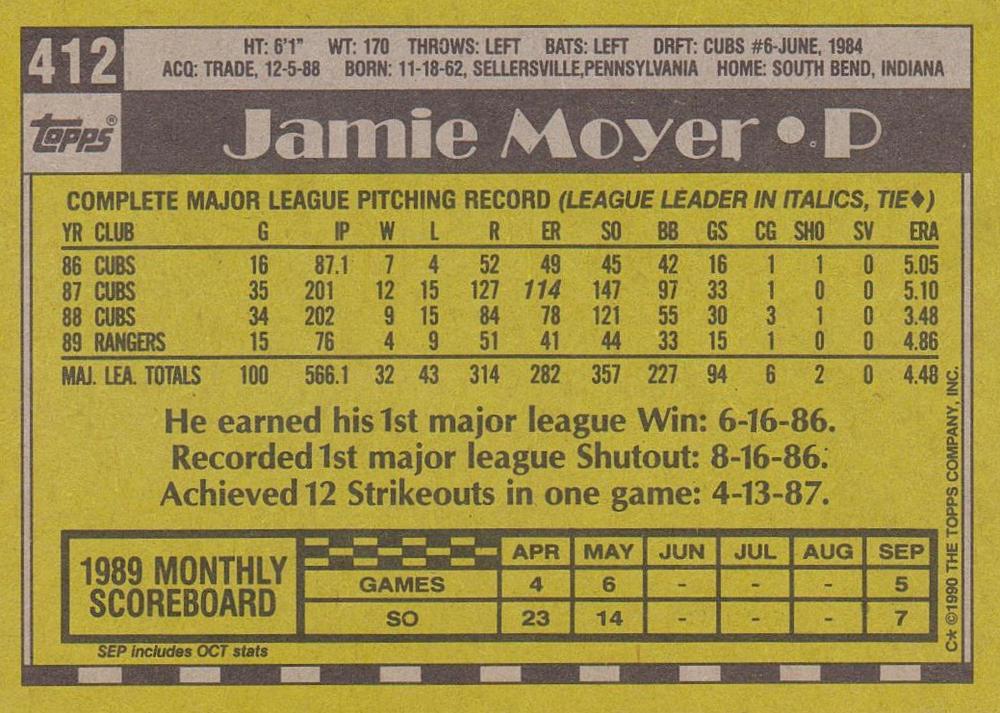 412
HT: 6'1" WT: 170 THROWS: LEFT BATS: LEFT DRFT: CUBS #6-JUNE, 1984
ACQ: TRADE, 12-5-88 BORN: 11-18-62, SELLERSVILLE,PENNSYLVANIA HOME: SOUTH BEND, INDIANA
Topps®
Jamie Moyer • P
COMPLETE MAJOR LEAGUE PITCHING RECORD (LEAGUE LEADER IN ITALICS, TIE♦)
YR CLUB G IP W L R ER SO BB GS CG SHO SV ERA
86 CUBS 16 87.1 7 4 52 49 45 42 16 1 1 0 5.05
87 CUBS 35 201 12 15 127 114 147 97 33 1 0 0 5.10
88 CUBS 34 202 9 15 84 78 121 55 30 3 1 0 3.48
89 RANGERS 15 76 4 9 51 41 44 33 15 1 0 0 4.86
MAJ. LEA. TOTALS 100 566.1 32 43 314 282 357 227 94 6 2 0 4.48
He earned his 1st major league Win: 6-16-86.
Recorded 1st major league Shutout: 8-16-86.
Achieved 12 Strikeouts in one game: 4-13-87.
1989 MONTHLY
SCOREBOARD
APR MAY JUN JUL AUG SEP
GAMES 4 6 - - - 5
SO 23 14 - - - 7
SEP includes OCT stats
C* ©1990 THE TOPPS COMPANY, INC.